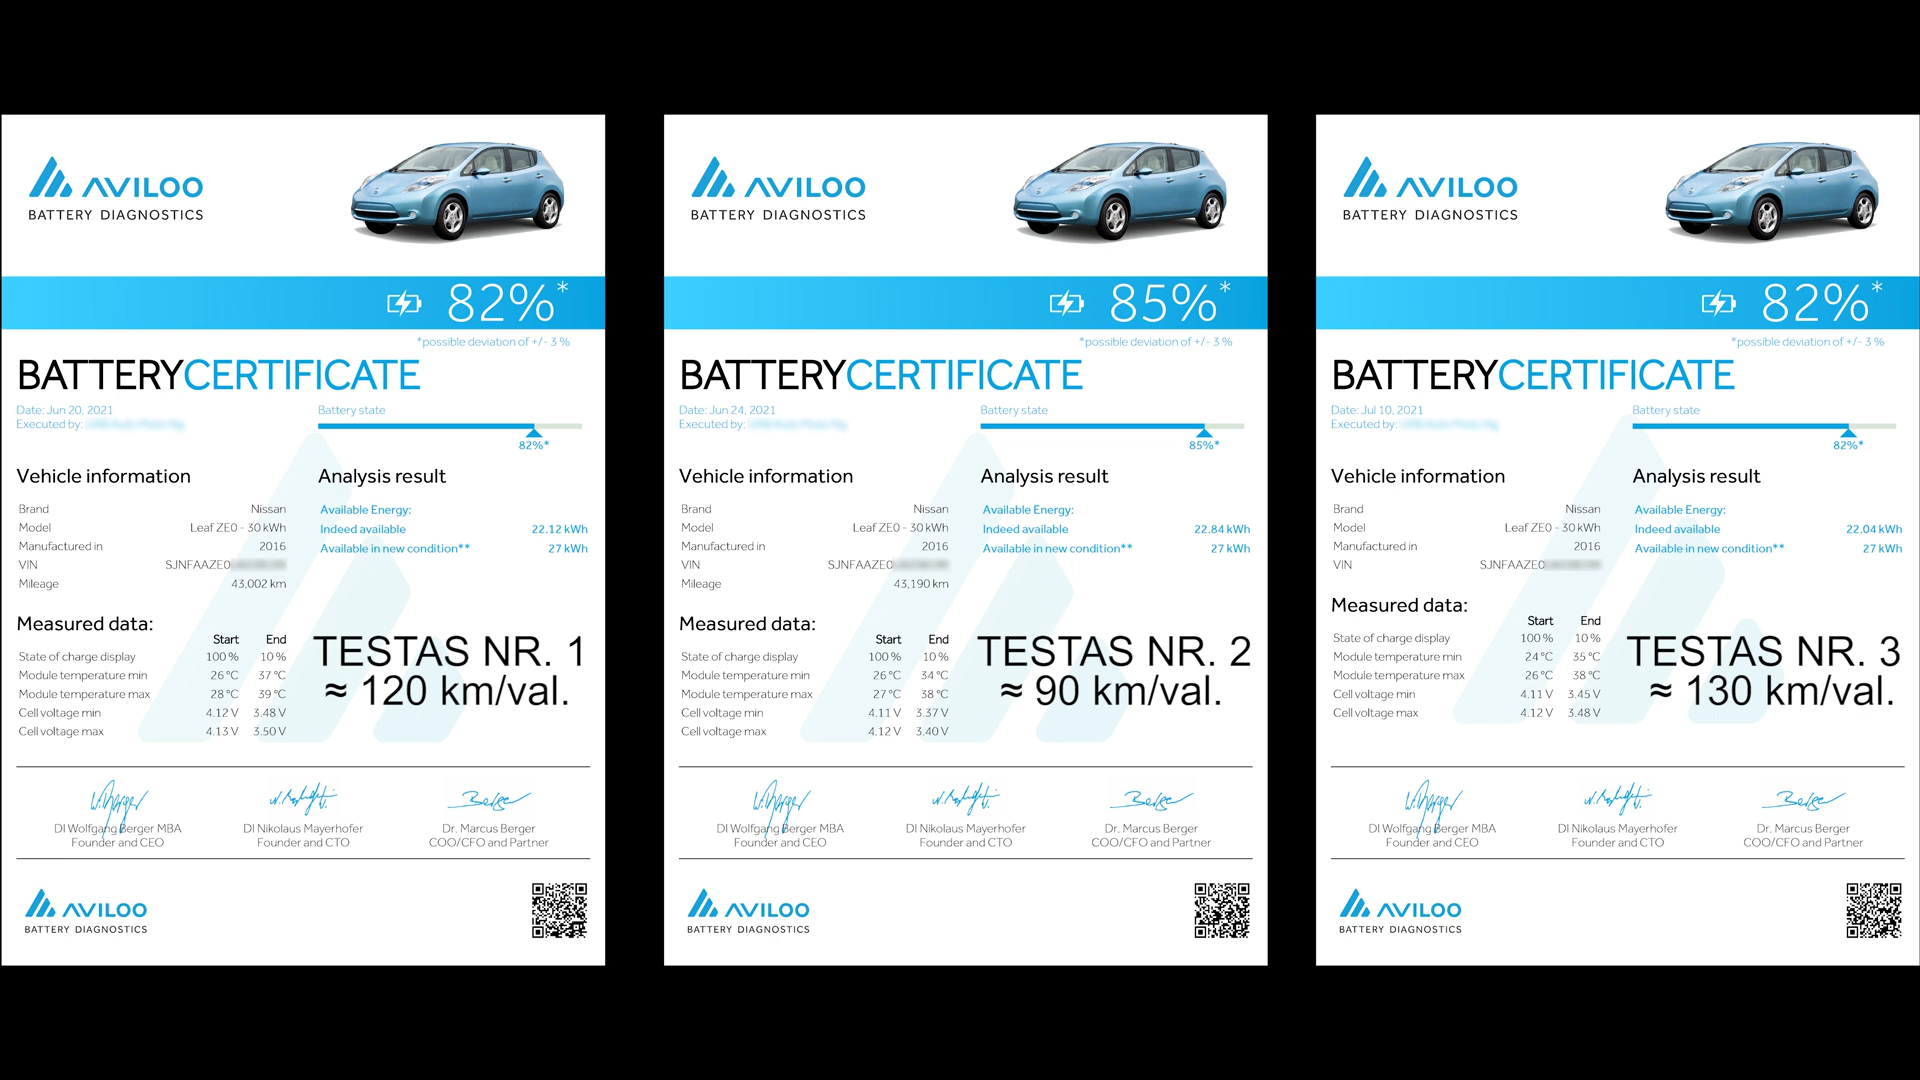 AVILOO
BATTERY DIAGNOSTICS
82%*
*possible deviation of +/- 3 %
BATTERYCERTIFICATE
Date: Jun 20, 2021
Executed by:
Battery state
82%*
Vehicle information
Brand Nissan
Model Leaf ZE0 - 30 kWh
Manufactured in 2016
VIN SJNFAAZE0
Mileage 43,002 km
Analysis result
Available Energy:
Indeed available 22.12 kWh
Available in new condition** 27 kWh
Measured data:
Start End
State of charge display 100 % 10 %
Module temperature min 26 °C 37 °C
Module temperature max 28 °C 39 °C
Cell voltage min 4.12 V 3.48 V
Cell voltage max 4.13 V 3.50 V
TESTAS NR. 1
≈ 120 km/val.
Berger
DI Wolfgang Berger MBA
Founder and CEO
DI Nikolaus Mayerhofer
Founder and CTO
Dr. Marcus Berger
COO/CFO and Partner
AVILOO
BATTERY DIAGNOSTICS
AVILOO
BATTERY DIAGNOSTICS
85%*
*possible deviation of +/- 3 %
BATTERYCERTIFICATE
Date: Jun 24, 2021
Executed by:
Battery state
85%*
Vehicle information
Brand Nissan
Model Leaf ZE0 - 30 kWh
Manufactured in 2016
VIN SJNFAAZE0
Mileage 43,190 km
Analysis result
Available Energy:
Indeed available 22.84 kWh
Available in new condition** 27 kWh
Measured data:
Start End
State of charge display 100 % 10 %
Module temperature min 26 °C 34 °C
Module temperature max 27 °C 38 °C
Cell voltage min 4.11 V 3.37 V
Cell voltage max 4.12 V 3.40 V
TESTAS NR. 2
≈ 90 km/val.
Berger
DI Wolfgang Berger MBA
Founder and CEO
DI Nikolaus Mayerhofer
Founder and CTO
Dr. Marcus Berger
COO/CFO and Partner
AVILOO
BATTERY DIAGNOSTICS
AVILOO
BATTERY DIAGNOSTICS
82%*
*possible deviation of +/- 3 %
BATTERYCERTIFICATE
Date: Jul 10, 2021
Executed by:
Battery state
82%*
Vehicle information
Brand Nissan
Model Leaf ZE0 - 30 kWh
Manufactured in 2016
VIN SJNFAAZE0
Analysis result
Available Energy:
Indeed available 22.04 kWh
Available in new condition** 27 kWh
Measured data:
Start End
State of charge display 100 % 10 %
Module temperature min 24 °C 35 °C
Module temperature max 26 °C 38 °C
Cell voltage min 4.11 V 3.45 V
Cell voltage max 4.12 V 3.48 V
TESTAS NR. 3
≈ 130 km/val.
Berger
DI Wolfgang Berger MBA
Founder and CEO
DI Nikolaus Mayerhofer
Founder and CTO
Dr. Marcus Berger
COO/CFO and Partner
AVILOO
BATTERY DIAGNOSTICS